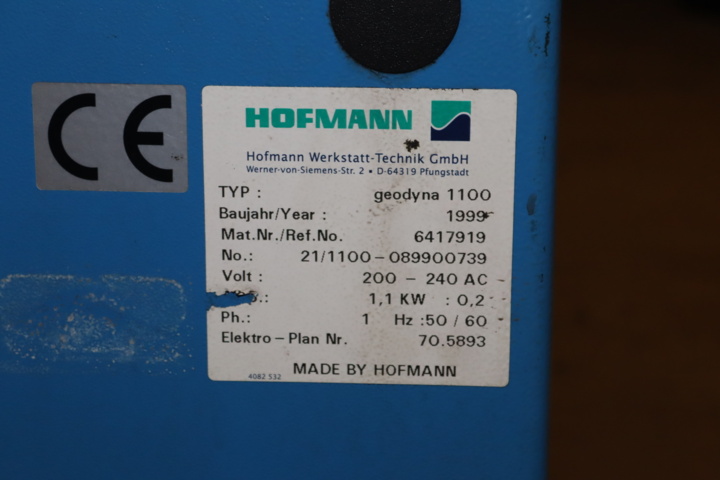 CE
HOFMANN
Hofmann Werkstatt-Technik GmbH
Werner-von-Siemens-Str. 2 • D-64319 Pfungstadt
TYP : geodyna 1100
Baujahr/Year : 1999
Mat.Nr./Ref.No. 6417919
No.: 21/1100-089900739
Volt : 200 - 240 AC
1,1 KW : 0,2
Ph.: 1 Hz :50 / 60
Elektro-Plan Nr. 70.5893
4082 532 MADE BY HOFMANN